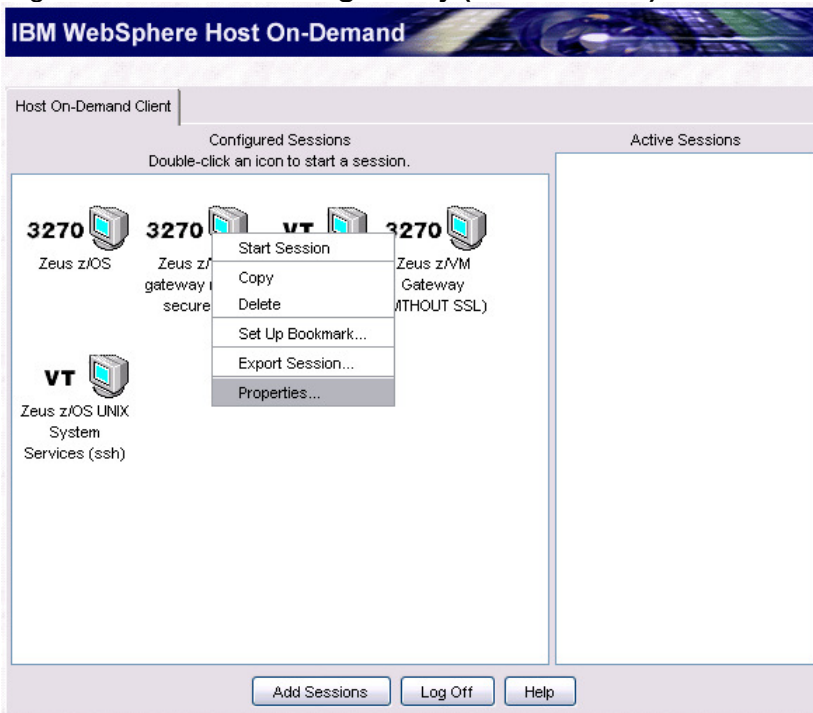 IBM WebSphere Host On-Demand
Host On-Demand Client
Configured Sessions
Double-click an icon to start a session.
Active Sessions
3270
3270
VT
3270
Zeus z/OS
Zeus z/
gateway
secure
Zeus z/VM
Gateway
THOUT SSL)
Start Session
Copy
Delete
Set Up Bookmark...
Export Session...
Properties...
VT
Zeus z/OS UNIX
System
Services (ssh)
Add Sessions
Log Off
Help